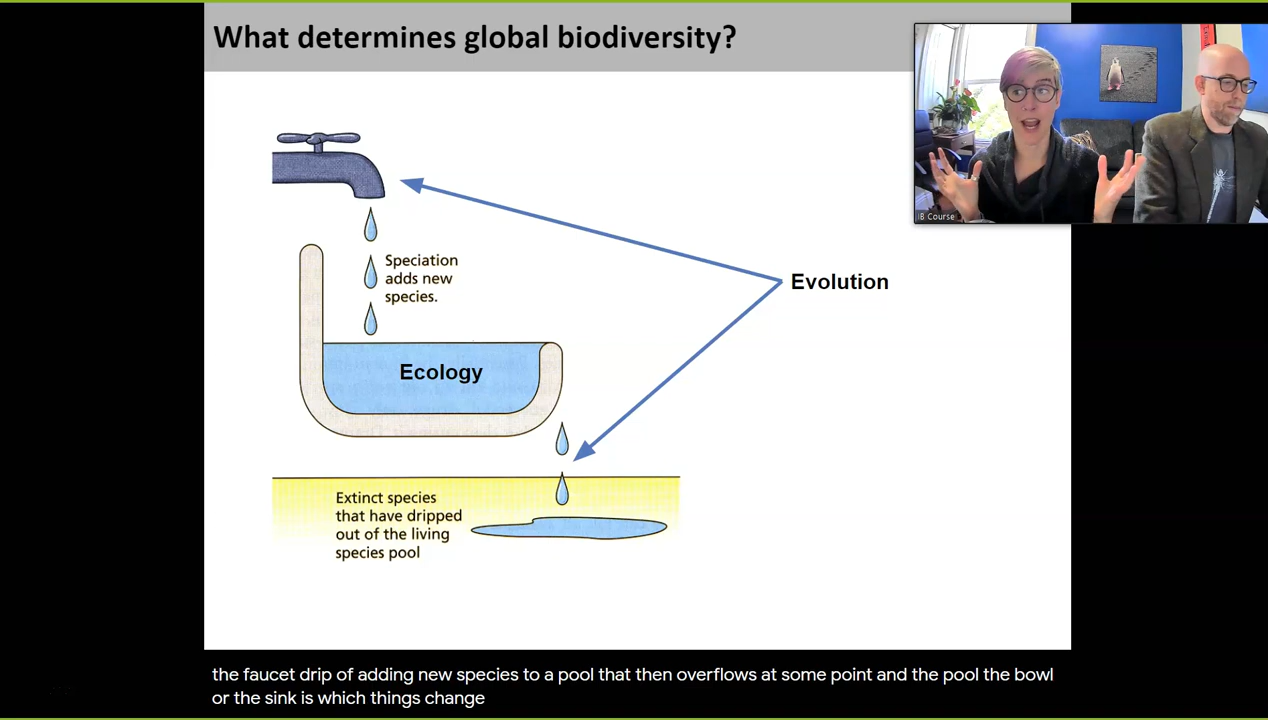 What determines global biodiversity?
IB Course
Speciation
adds new
species.
Evolution
Ecology
Extinct species
that have dripped
out of the living
species pool
the faucet drip of adding new species to a pool that then overflows at some point and the pool the bowl
or the sink is which things change